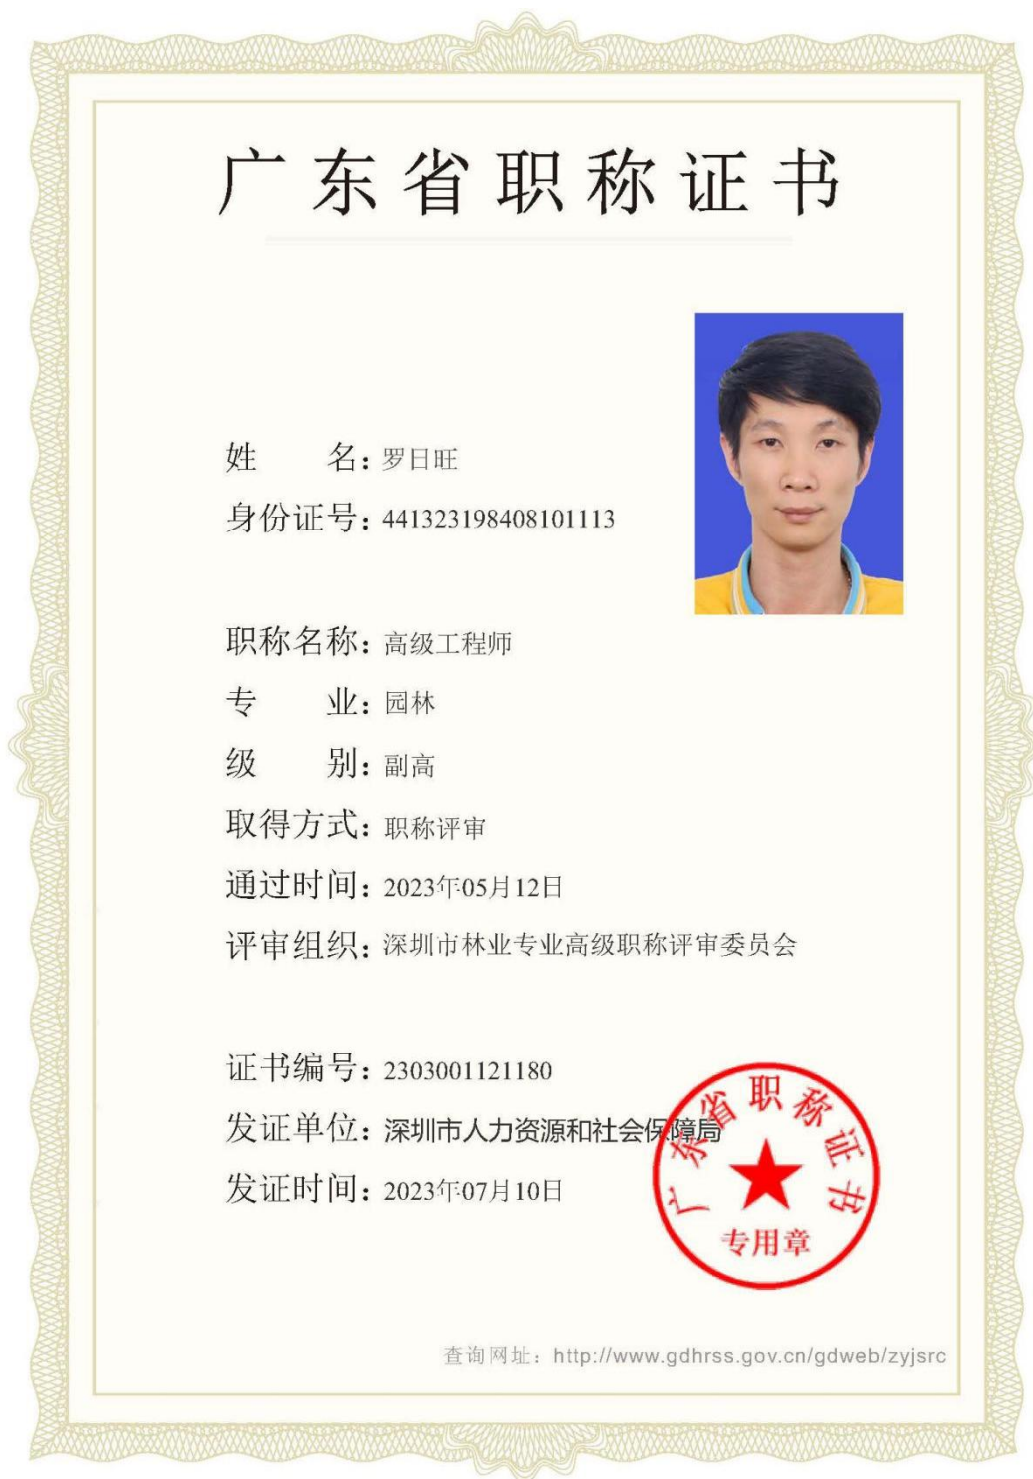 广东省职称证书
姓 名：罗日旺
身份证号：441323198408101113
职称名称：高级工程师
专 业：园林
级 别：副高
取得方式：职称评审
通过时间：2023年05月12日
评审组织：深圳市林业专业高级职称评审委员会
证书编号：2303001121180
发证单位：深圳市人力资源和社会保障局
发证时间：2023年07月10日
广东省职称证书
专用章
查询网址：http://www.gdhrss.gov.cn/gdweb/zyjsrc